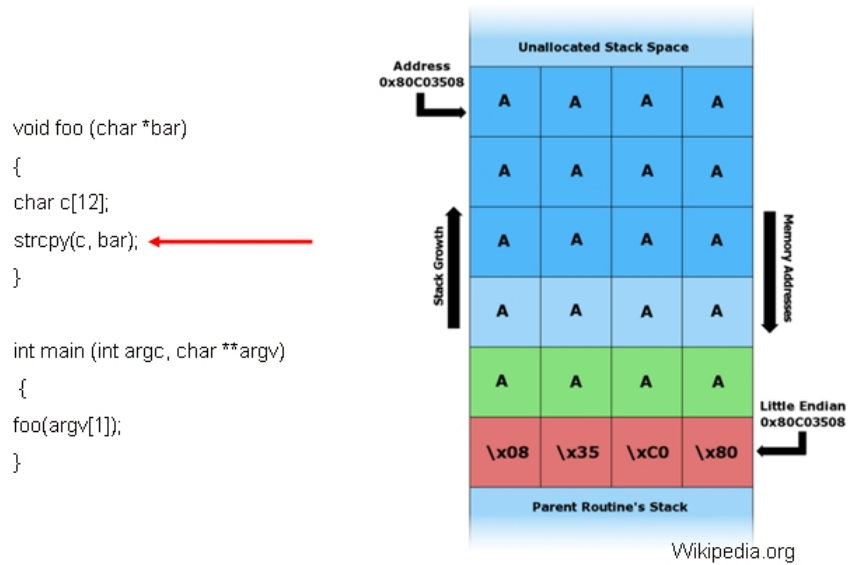 void foo (char *bar)
{
char c[12];
strcpy(c, bar);
}
int main (int argc, char **argv)
{
foo(argv[1]);
}
Unallocated Stack Space
Address
0x80C03508
A A A A
A A A A
A A A A
A A A A
A A A A
\x08 \x35 \xC0 \x80
Stack Growth
Memory Addresses
Little Endian
0x80C03508
Parent Routine's Stack
Wikipedia.org